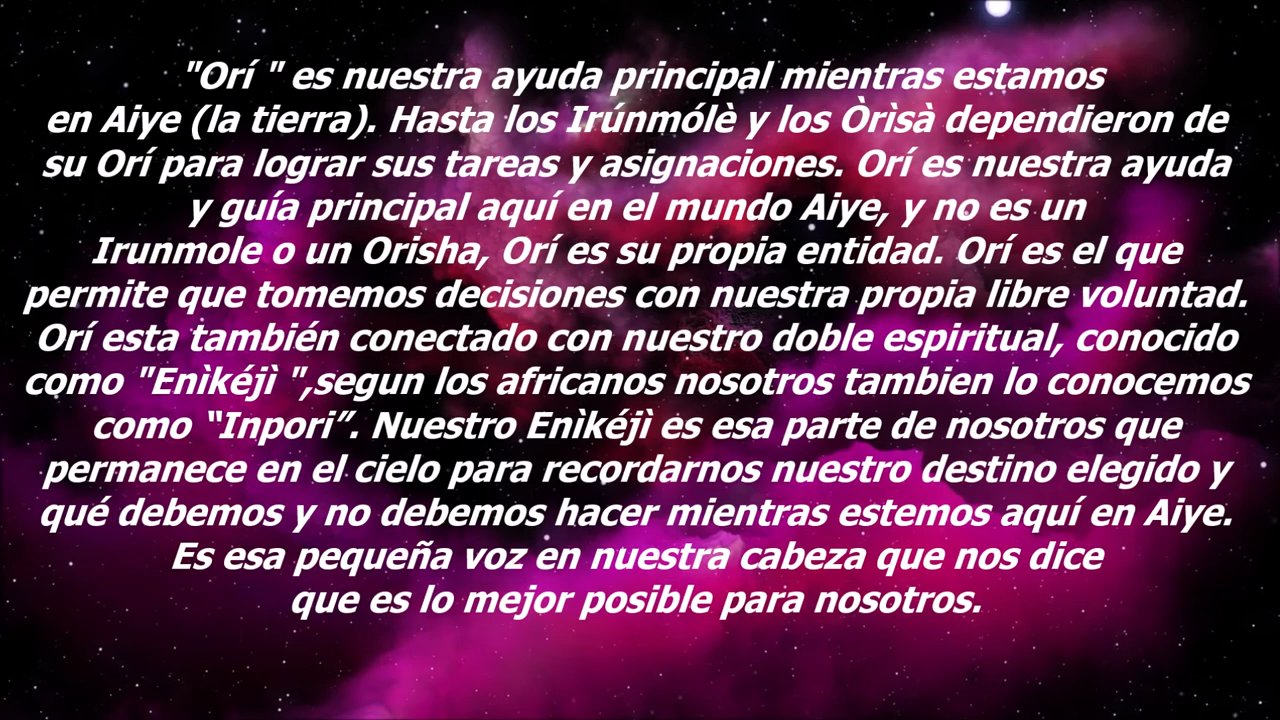 "Orí " es nuestra ayuda principal mientras estamos
en Aiye (la tierra). Hasta los Irúnmólè y los Òrìsà dependieron de
su Orí para lograr sus tareas y asignaciones. Orí es nuestra ayuda
y guía principal aquí en el mundo Aiye, y no es un
Irunmole o un Orisha, Orí es su propia entidad. Orí es el que
permite que tomemos decisiones con nuestra propia libre voluntad.
Orí esta también conectado con nuestro doble espiritual, conocido
como "Enìkéjì ",segun los africanos nosotros tambien lo conocemos
como “Inpori”. Nuestro Enìkéjì es esa parte de nosotros que
permanece en el cielo para recordarnos nuestro destino elegido y
qué debemos y no debemos hacer mientras estemos aquí en Aiye.
Es esa pequeña voz en nuestra cabeza que nos dice
que es lo mejor posible para nosotros.